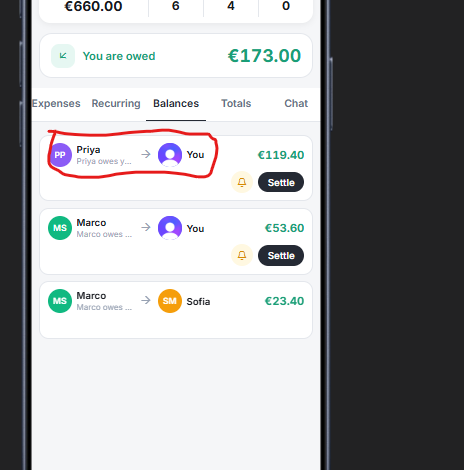 €660.00 6 4 0
You are owed €173.00
Expenses Recurring Balances Totals Chat
PP Priya → You €119.40
Priya owes y...
Settle
MS Marco → You €53.60
Marco owes ...
Settle
MS Marco → SM Sofia €23.40
Marco owes ...